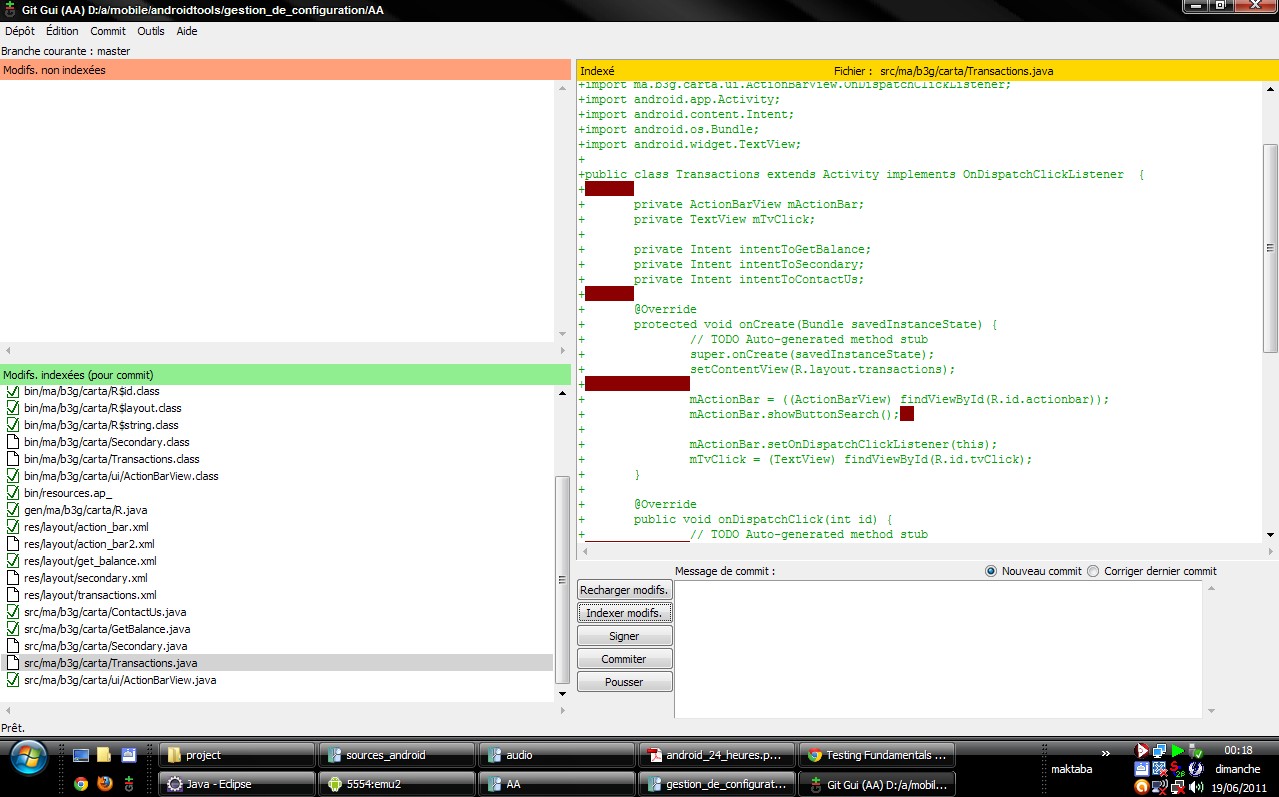 Git Gui (AA) D:/a/mobile/androidtools/gestion_de_configuration/AA
Dépôt Édition Commit Outils Aide
Branche courante : master
Modifs. non indexées
Modifs. indexées (pour commit)
bin/ma/b3g/carta/R$id.class
bin/ma/b3g/carta/R$layout.class
bin/ma/b3g/carta/R$string.class
bin/ma/b3g/carta/Secondary.class
bin/ma/b3g/carta/Transactions.class
bin/ma/b3g/carta/ui/ActionBarView.class
bin/resources.ap_
gen/ma/b3g/carta/R.java
res/layout/action_bar.xml
res/layout/action_bar2.xml
res/layout/get_balance.xml
res/layout/secondary.xml
res/layout/transactions.xml
src/ma/b3g/carta/ContactUs.java
src/ma/b3g/carta/GetBalance.java
src/ma/b3g/carta/Secondary.java
src/ma/b3g/carta/Transactions.java
src/ma/b3g/carta/ui/ActionBarView.java
Indexé Fichier : src/ma/b3g/carta/Transactions.java
+import ma.b3g.carta.ui.ActionBarView.OnDispatchClickListener;
+import android.app.Activity;
+import android.content.Intent;
+import android.os.Bundle;
+import android.widget.TextView;
+
+public class Transactions extends Activity implements OnDispatchClickListener  {
+
+       private ActionBarView mActionBar;
+       private TextView mTvClick;
+
+       private Intent intentToGetBalance;
+       private Intent intentToSecondary;
+       private Intent intentToContactUs;
+
+       @Override
+       protected void onCreate(Bundle savedInstanceState) {
+               // TODO Auto-generated method stub
+               super.onCreate(savedInstanceState);
+               setContentView(R.layout.transactions);
+
+               mActionBar = ((ActionBarView) findViewById(R.id.actionbar));
+               mActionBar.showButtonSearch();
+
+               mActionBar.setOnDispatchClickListener(this);
+               mTvClick = (TextView) findViewById(R.id.tvClick);
+       }
+
+       @Override
+       public void onDispatchClick(int id) {
+               // TODO Auto-generated method stub
Message de commit : Nouveau commit Corriger dernier commit
Recharger modifs.
Indexer modifs.
Signer
Commiter
Pousser
Prêt.
project sources_android audio android_24_heures.p... Testing Fundamentals ... » 00:18
maktaba dimanche
Java - Eclipse 5554:emu2 AA gestion_de_configurat... Git Gui (AA) D:/a/mobil... 19/06/2011